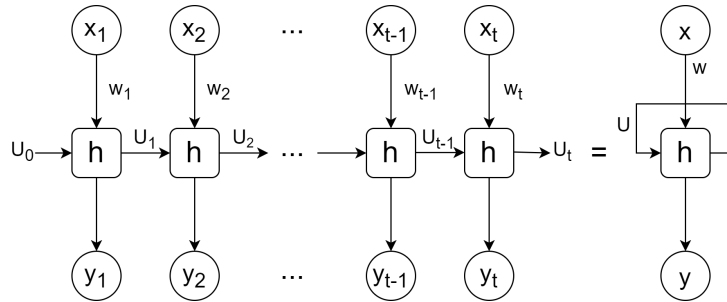 x₁ x₂ ... xₜ₋₁ xₜ x
w₁ w₂ wₜ₋₁ wₜ w
U₀ h U₁ h U₂ ... h Uₜ₋₁ h Uₜ = U h
y₁ y₂ ... yₜ₋₁ yₜ y